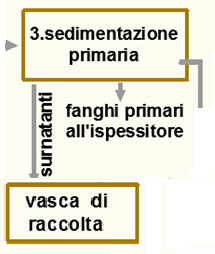 3.sedimentazione
primaria
fanghi primari
all'ispessitore
surnatanti
vasca di
raccolta